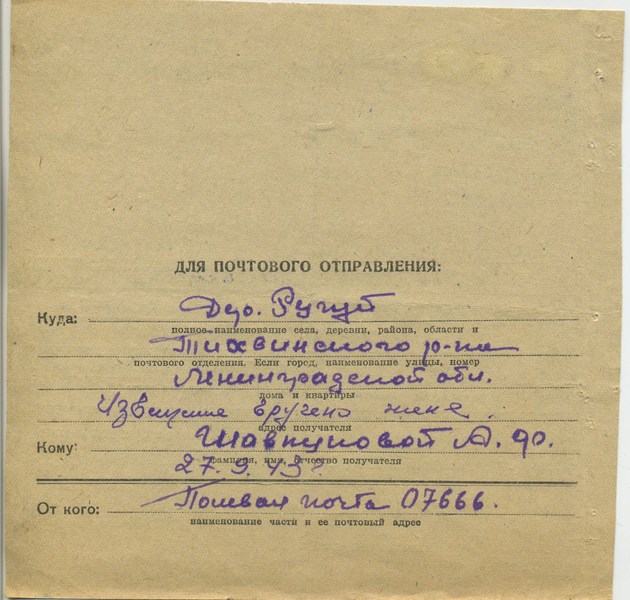 ДЛЯ ПОЧТОВОГО ОТПРАВЛЕНИЯ:
Куда: Дер. Ругуй
полное наименование села, деревни, района, области и
Тихвинского р-на
почтового отделения. Если город, наименование улицы, номер
Ленинградской обл.
дома и квартиры
Извещение вручено жене.
адрес получателя
Кому: Шавкуновой А. Ф.
фамилия, имя, отчество получателя
27.9.43г
От кого: Полевая почта 07666.
наименование части и ее почтовый адрес